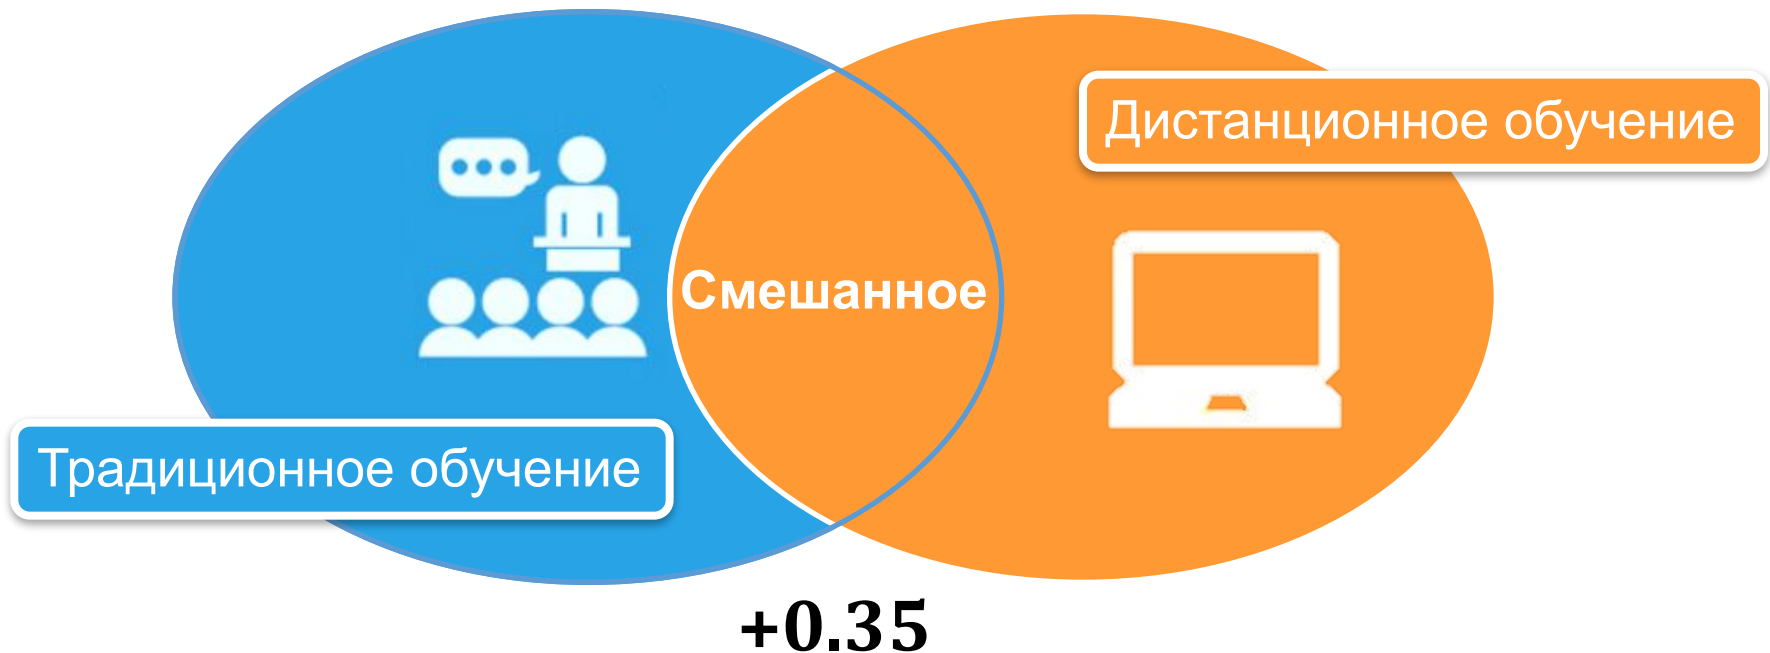 Дистанционное обучение
Смешанное
Традиционное обучение
+0.35